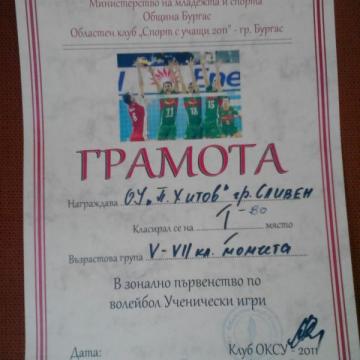 Министерство на младежта и спорта
Община Бургас
Областен клуб „Спорт с учащи 2011" - гр. Бургас
ГРАМОТА
Награждава ОУ „П. Хитов" гр. Сливен
Класирал се на I-во място
Възрастова група V-VII кл. момчета
В зонално първенство по
волейбол Ученически игри
Дата: Клуб ОКСУ - 2011